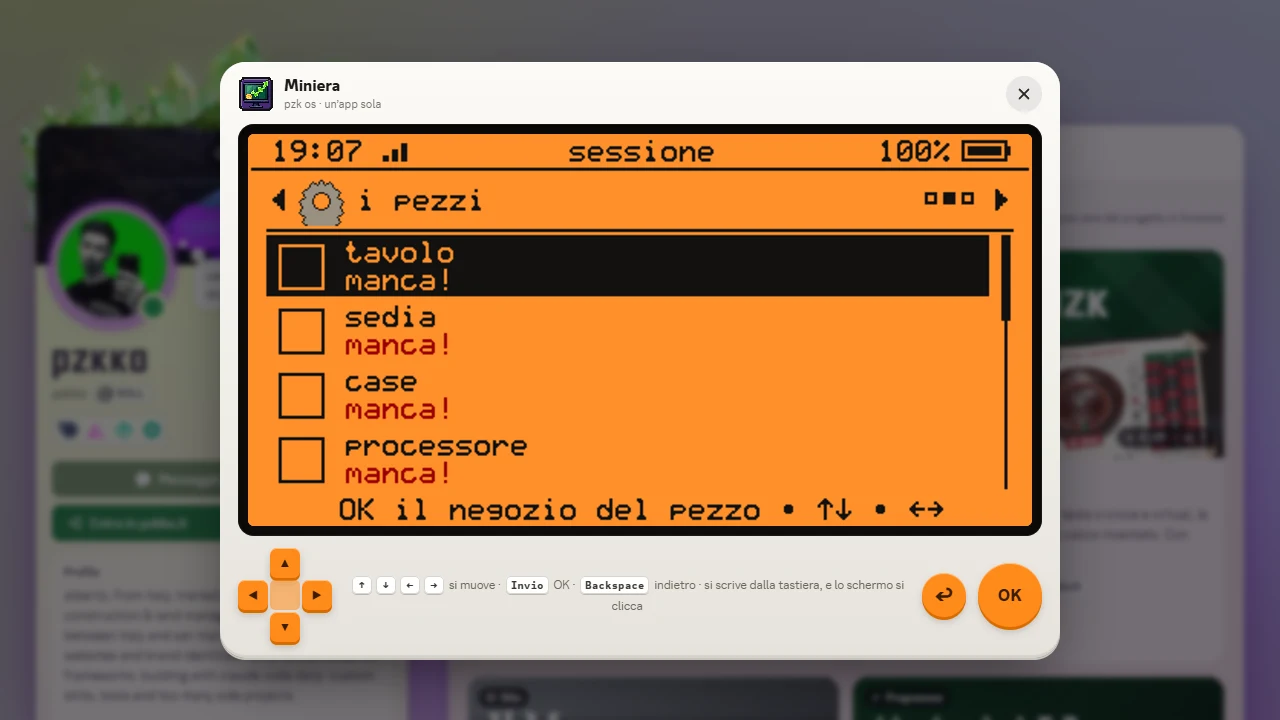 Miniera
pzk os · un'app sola
19:07 sessione 100%
i pezzi
tavolo
manca!
sedia
manca!
case
manca!
processore
manca!
OK il negozio del pezzo • ↑↓ • ←→
↑ ↓ ← → si muove · Invio OK · Backspace indietro · si scrive dalla tastiera, e lo schermo si
clicca
OK
pzkko
PZK
Profilo